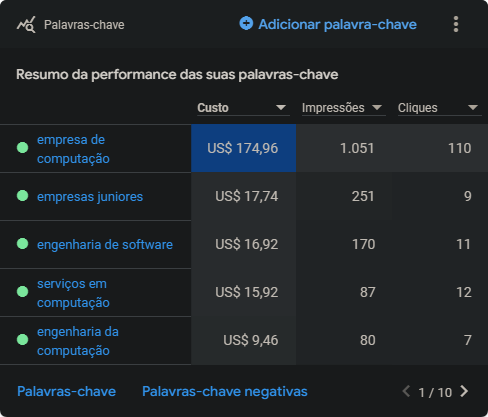 Palavras-chave
Adicionar palavra-chave
Resumo da performance das suas palavras-chave
Custo Impressões Cliques
empresa de
computação US$ 174,96 1.051 110
empresas juniores US$ 17,74 251 9
engenharia de software US$ 16,92 170 11
serviços em
computação US$ 15,92 87 12
engenharia da
computação US$ 9,46 80 7
Palavras-chave Palavras-chave negativas 1 / 10